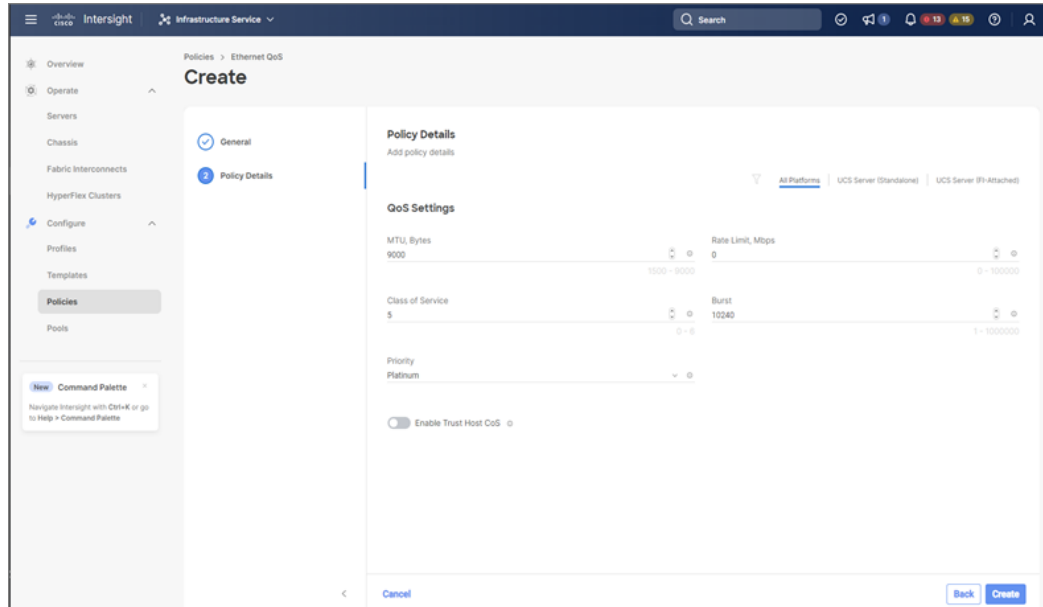 cisco Intersight
Infrastructure Service
Search
1
13
15
Overview
Operate
Servers
Chassis
Fabric Interconnects
HyperFlex Clusters
Configure
Profiles
Templates
Policies
Pools
New Command Palette
Navigate Intersight with Ctrl+K or go
to Help > Command Palette
Policies > Ethernet QoS
Create
General
2 Policy Details
Policy Details
Add policy details
All Platforms UCS Server (Standalone) UCS Server (FI-Attached)
QoS Settings
MTU, Bytes
9000
1500 - 9000
Rate Limit, Mbps
0
0 - 100000
Class of Service
5
0 - 6
Burst
10240
1 - 1000000
Priority
Platinum
Enable Trust Host CoS
Cancel
Back
Create